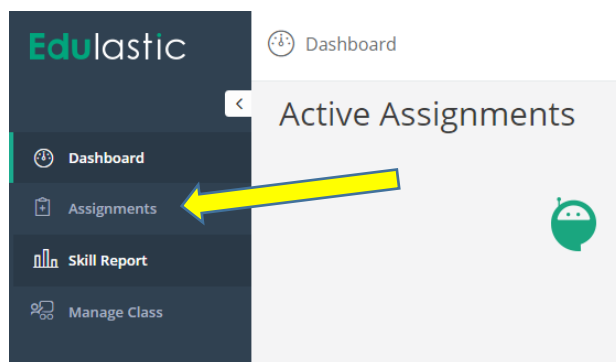 Edulastic
Dashboard
Active Assignments
Dashboard
Assignments
Skill Report
Manage Class